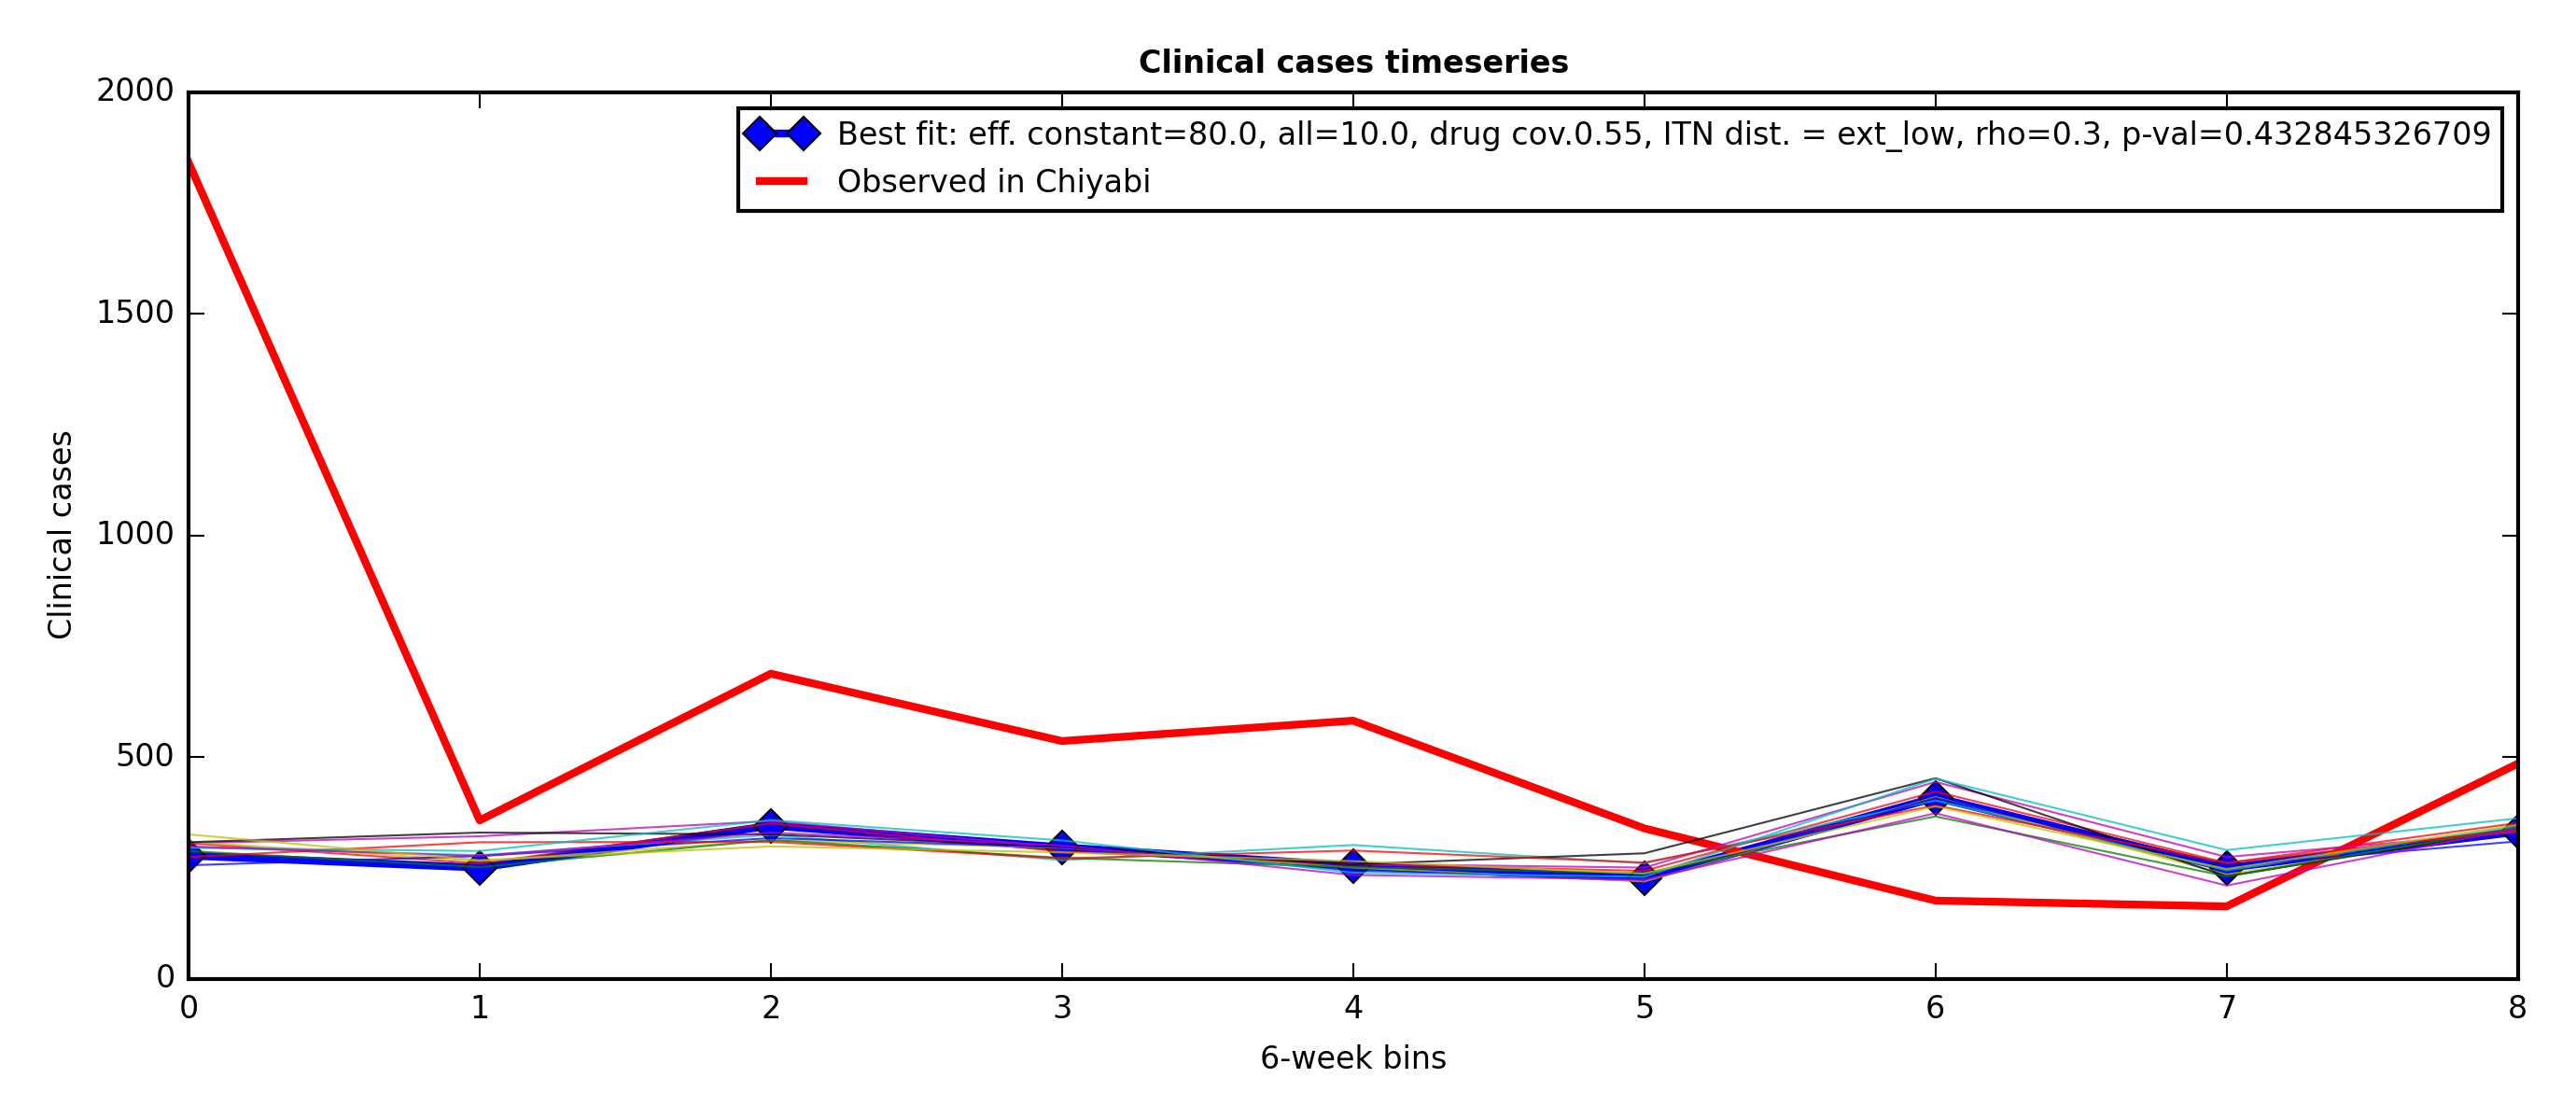 Clinical cases timeseries
Best fit: eff. constant=80.0, all=10.0, drug cov.0.55, ITN dist. = ext_low, rho=0.3, p-val=0.432845326709
Observed in Chiyabi
Clinical cases
2000
1500
1000
500
0
0 1 2 3 4 5 6 7 8
6-week bins